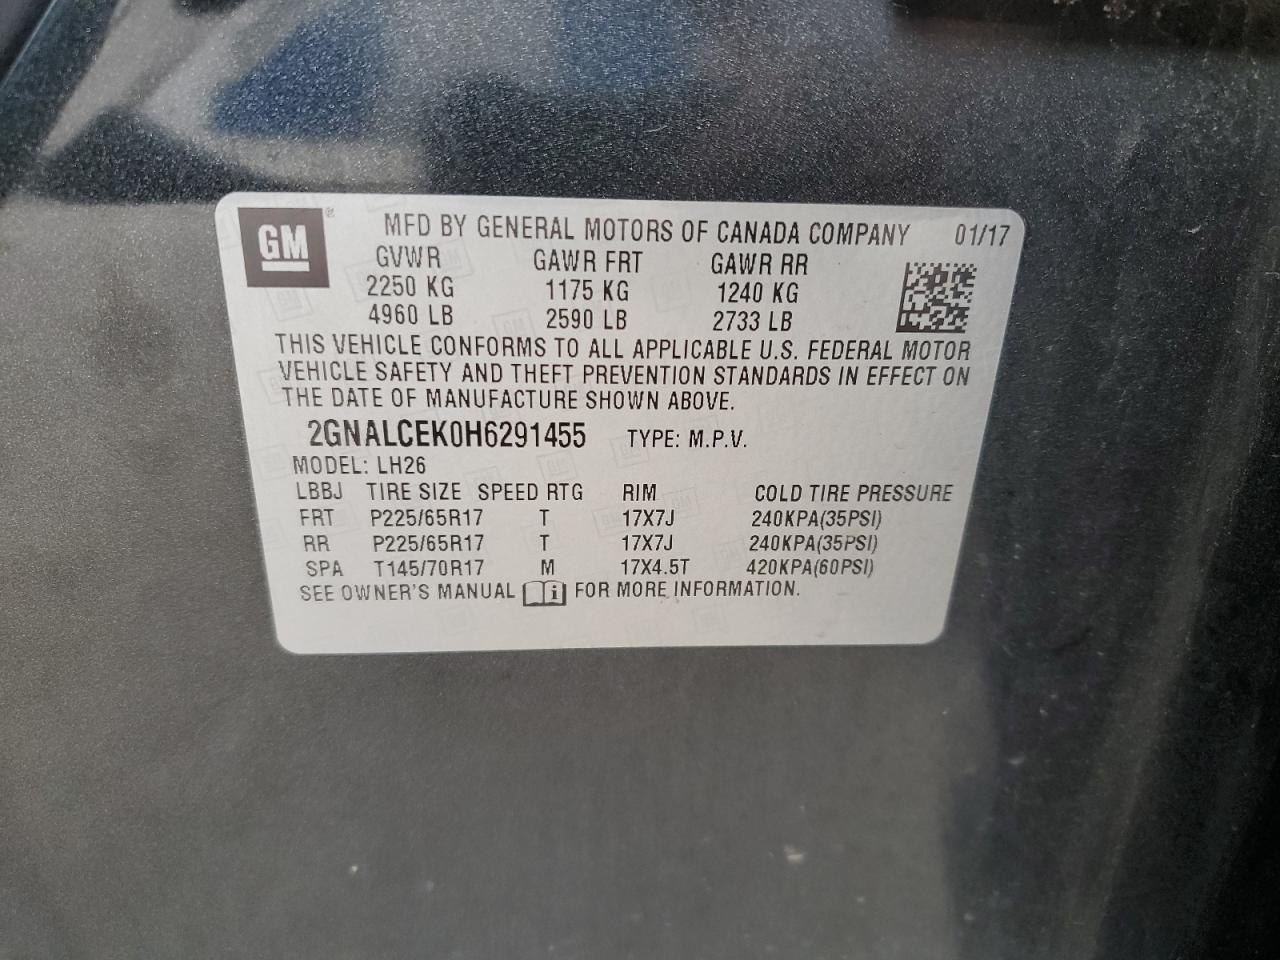 GM ®
MFD BY GENERAL MOTORS OF CANADA COMPANY 01/17
GVWR GAWR FRT GAWR RR
2250 KG 1175 KG 1240 KG
4960 LB 2590 LB 2733 LB
THIS VEHICLE CONFORMS TO ALL APPLICABLE U.S. FEDERAL MOTOR
VEHICLE SAFETY AND THEFT PREVENTION STANDARDS IN EFFECT ON
THE DATE OF MANUFACTURE SHOWN ABOVE.
2GNALCEK0H6291455 TYPE: M.P.V.
MODEL: LH26
LBBJ TIRE SIZE SPEED RTG RIM COLD TIRE PRESSURE
FRT P225/65R17 T 17X7J 240KPA(35PSI)
RR P225/65R17 T 17X7J 240KPA(35PSI)
SPA T145/70R17 M 17X4.5T 420KPA(60PSI)
SEE OWNER'S MANUAL i FOR MORE INFORMATION.